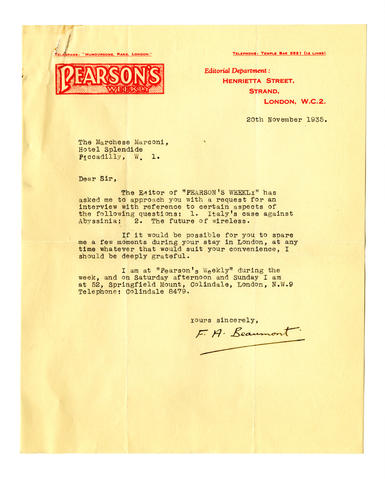 TELEGRAMS: "HUMOURSOME, RAND, LONDON." TELEPHONE: TEMPLE BAR 3521 (12 LINES)
PEARSON'S
WEEKLY
Editorial Department:
HENRIETTA STREET,
STRAND,
LONDON, W.C.2.
20th November 1935.
The Marchese Marconi,
Hotel Splendide
Piccadilly, W. 1.
Dear Sir,
The Editor of "PEARSON'S WEEKLY" has
asked me to approach you with a request for an
interview with reference to certain aspects of
the following questions: 1. Italy's case against
Abyssinia; 2. The future of wireless.
If it would be possible for you to spare
me a few moments during your stay in London, at any
time whatever that would suit your convenience, I
should be deeply grateful.
I am at "Pearson's Weekly" during the
week, and on Saturday afternoon and Sunday I am
at 52, Springfield Mount, Colindale, London, N.W.9
Telephone: Colindale 8479.
Yours sincerely,
F. A. Beaumont